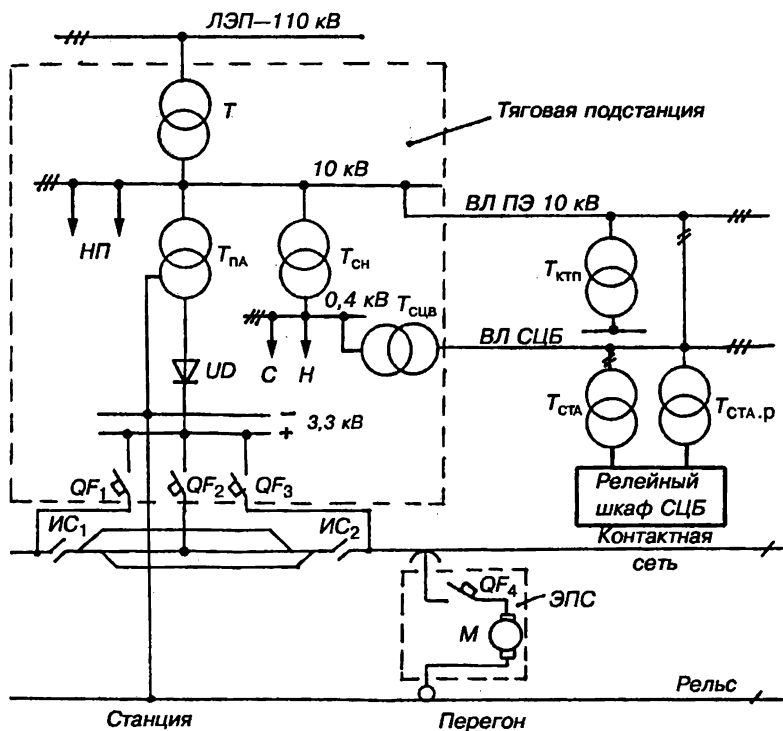 ЛЭП—110 кВ
Т
Тяговая подстанция
10 кВ
ВЛ ПЭ 10 кВ
НП
ТПА
ТСН
ТКТП
0,4 кВ
ТСЦБ
ВЛ СЦБ
С
Н
UD
ТСТА
ТСТА.р
−
3,3 кВ
+
QF1
QF2
QF3
Релейный
шкаф СЦБ
ИС1
ИС2
Контактная
сеть
QF4
ЭПС
М
Рельс
Станция
Перегон